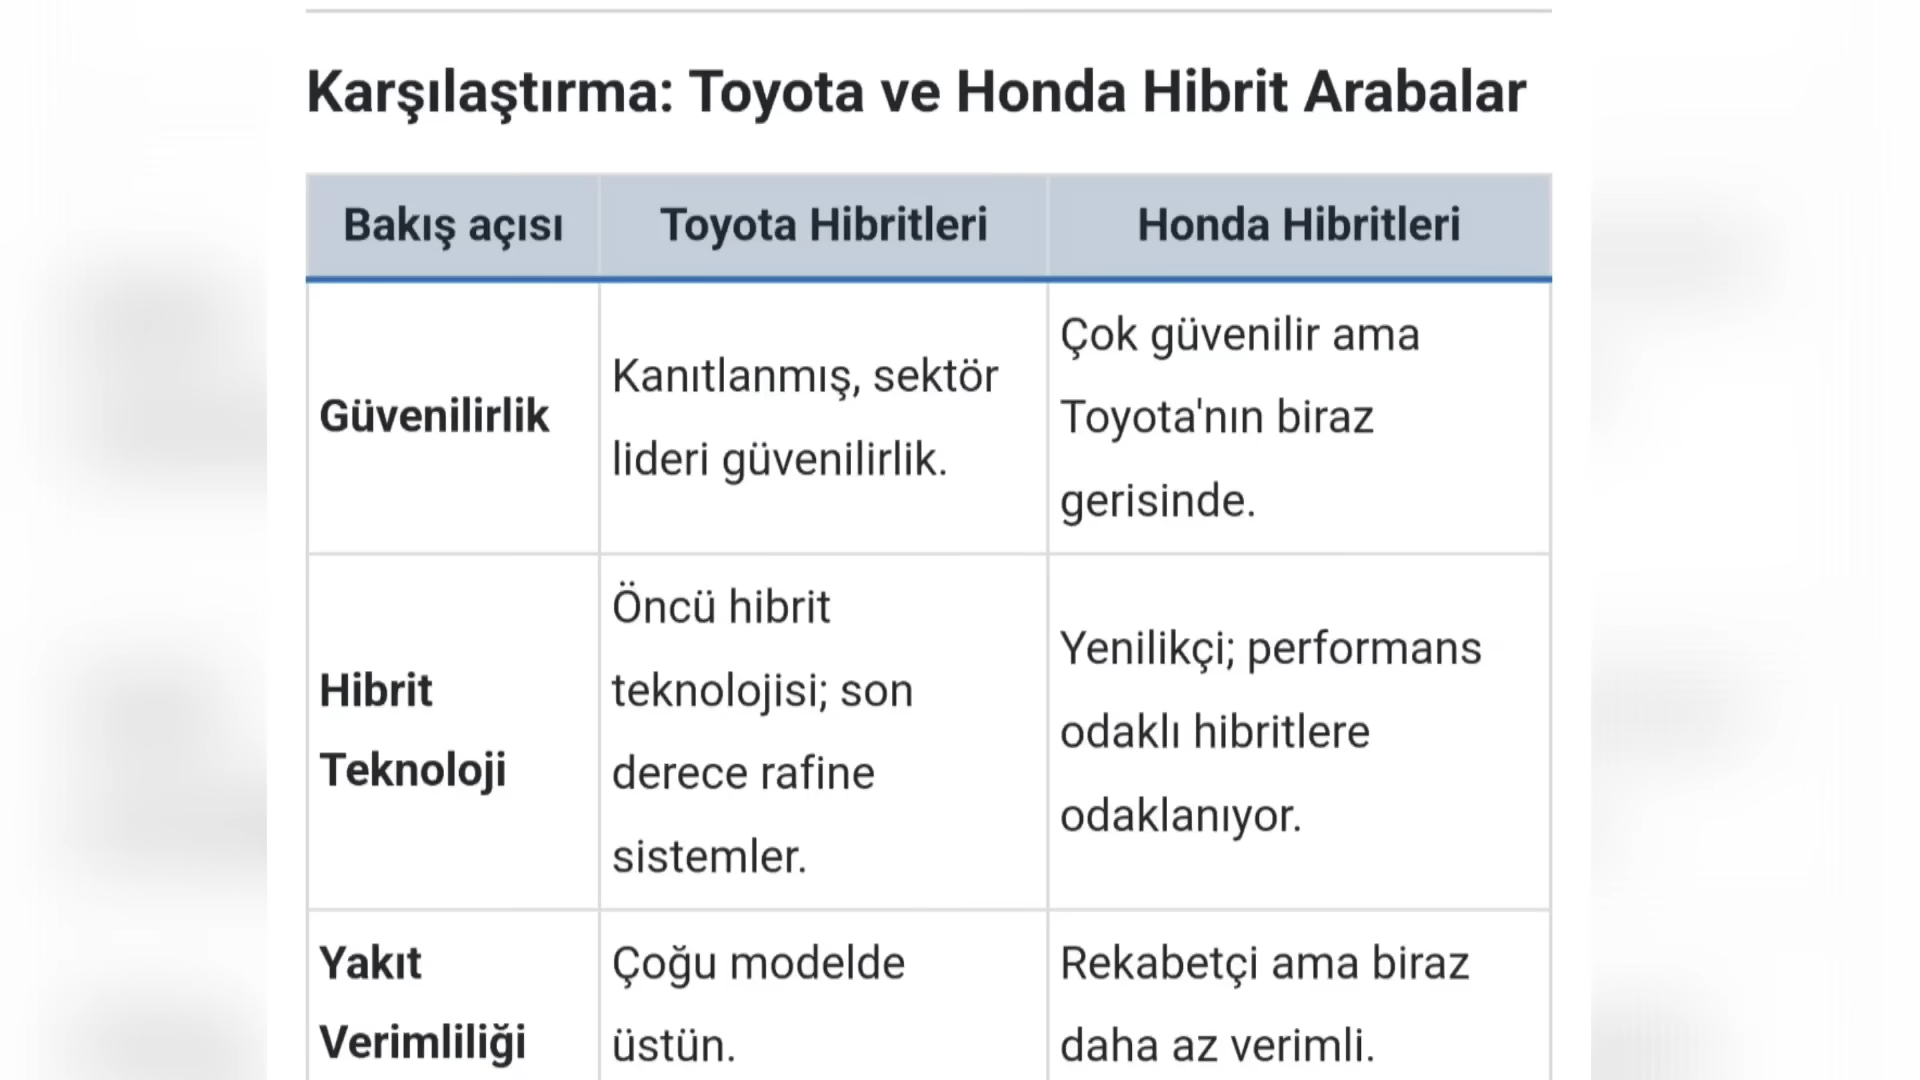 Karşılaştırma: Toyota ve Honda Hibrit Arabalar
Bakış açısı
Toyota Hibritleri
Honda Hibritleri
Güvenilirlik
Kanıtlanmış, sektör
lideri güvenilirlik.
Çok güvenilir ama
Toyota'nın biraz
gerisinde.
Hibrit
Teknoloji
Öncü hibrit
teknolojisi; son
derece rafine
sistemler.
Yenilikçi; performans
odaklı hibritlere
odaklanıyor.
Yakıt
Verimliliği
Çoğu modelde
üstün.
Rekabetçi ama biraz
daha az verimli.